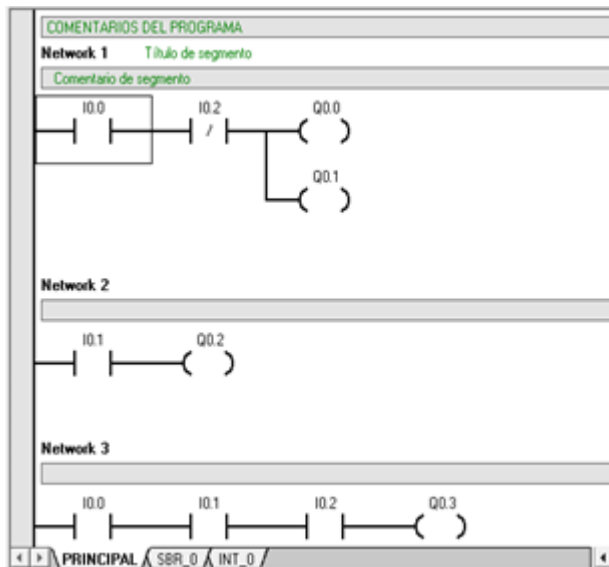 COMENTARIOS DEL PROGRAMA
Network 1 Título de segmento
Comentario de segmento
I0.0 I0.2 Q0.0
Q0.1
Network 2
I0.1 Q0.2
Network 3
I0.0 I0.1 I0.2 Q0.3
PRINCIPAL SBR_0 INT_0